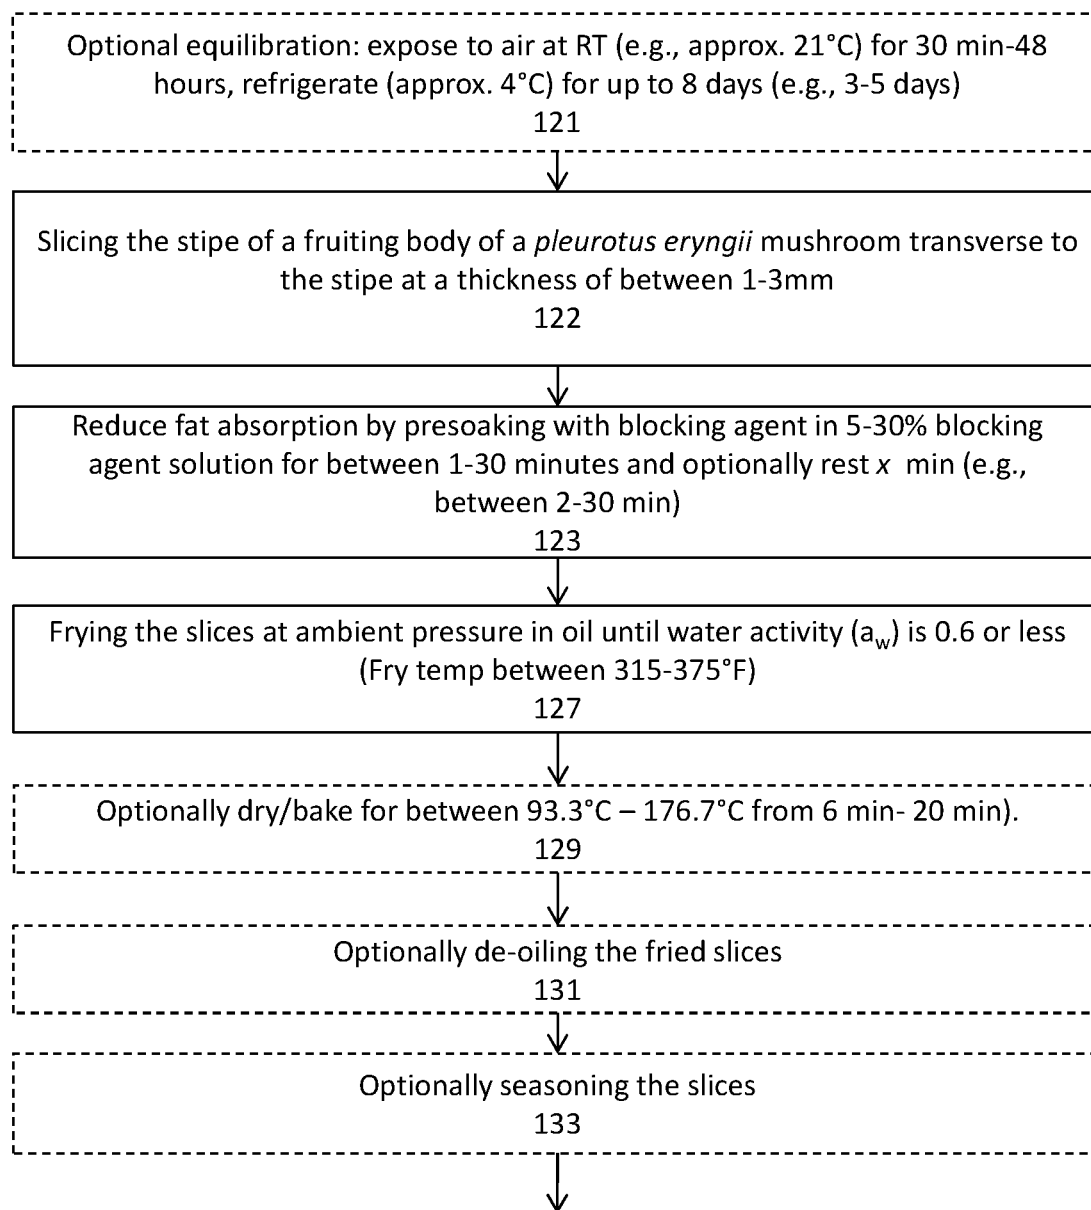 Optional equilibration: expose to air at RT (e.g., approx. 21°C) for 30 min-48
hours, refrigerate (approx. 4°C) for up to 8 days (e.g., 3-5 days)
121
Slicing the stipe of a fruiting body of a pleurotus eryngii mushroom transverse to
the stipe at a thickness of between 1-3mm
122
Reduce fat absorption by presoaking with blocking agent in 5-30% blocking
agent solution for between 1-30 minutes and optionally rest x min (e.g.,
between 2-30 min)
123
Frying the slices at ambient pressure in oil until water activity (aw) is 0.6 or less
(Fry temp between 315-375°F)
127
Optionally dry/bake for between 93.3°C – 176.7°C from 6 min- 20 min).
129
Optionally de-oiling the fried slices
131
Optionally seasoning the slices
133